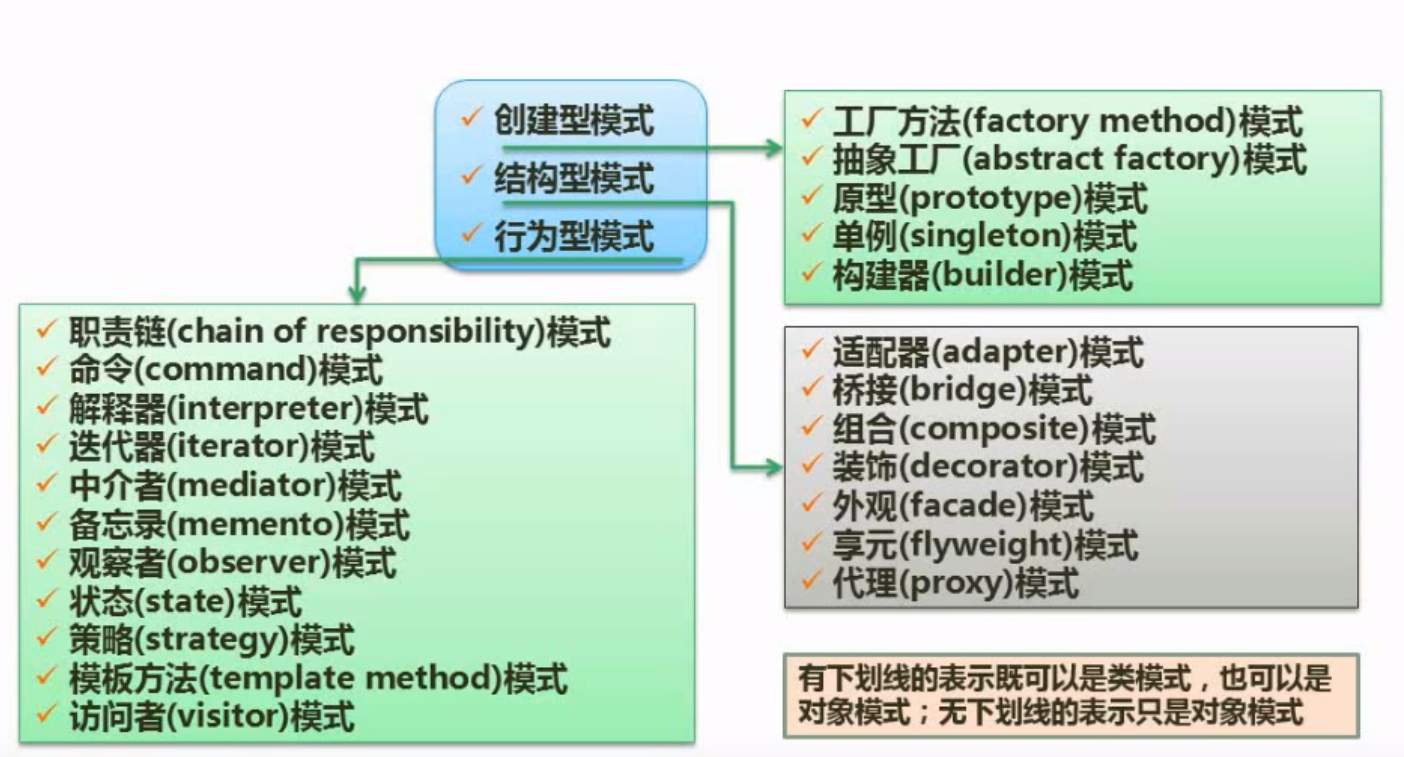 创建型模式
结构型模式
行为型模式
工厂方法(factory method)模式
抽象工厂(abstract factory)模式
原型(prototype)模式
单例(singleton)模式
构建器(builder)模式
职责链(chain of responsibility)模式
命令(command)模式
解释器(interpreter)模式
迭代器(iterator)模式
中介者(mediator)模式
备忘录(memento)模式
观察者(observer)模式
状态(state)模式
策略(strategy)模式
模板方法(template method)模式
访问者(visitor)模式
适配器(adapter)模式
桥接(bridge)模式
组合(composite)模式
装饰(decorator)模式
外观(facade)模式
享元(flyweight)模式
代理(proxy)模式
有下划线的表示既可以是类模式，也可以是
对象模式；无下划线的表示只是对象模式